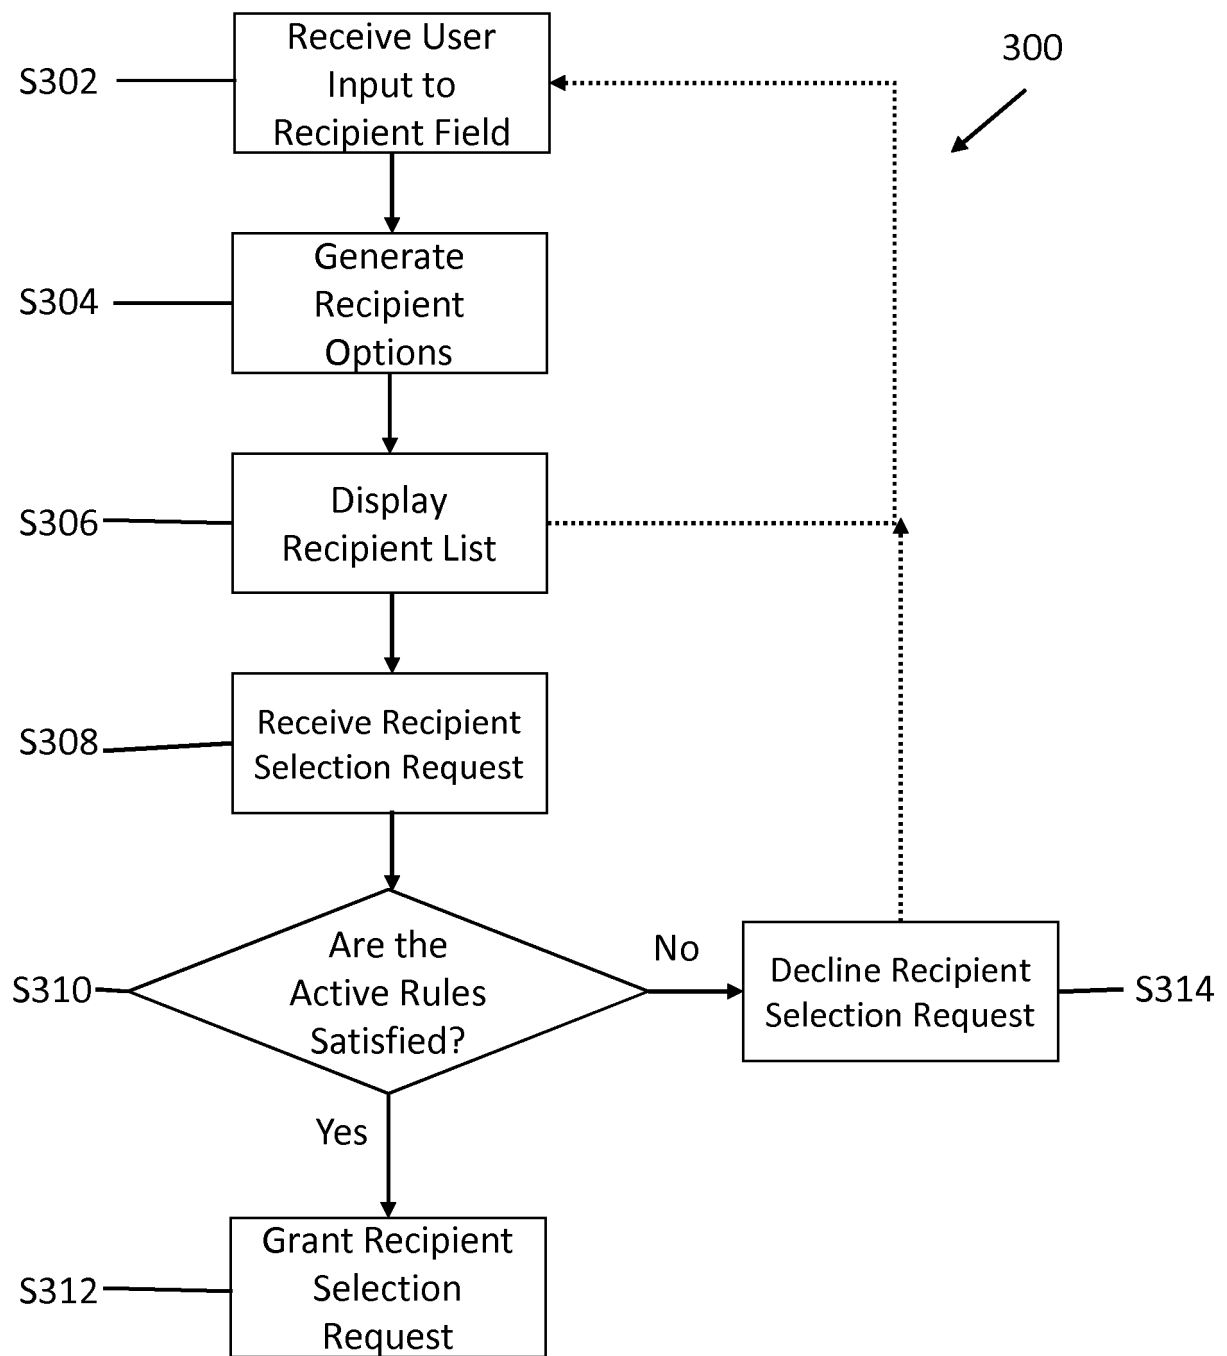 Receive User
Input to
Recipient Field
S302
300
Generate
Recipient
Options
S304
Display
Recipient List
S306
Receive Recipient
Selection Request
S308
Are the
Active Rules
Satisfied?
S310
No
Decline Recipient
Selection Request
S314
Yes
Grant Recipient
Selection
Request
S312